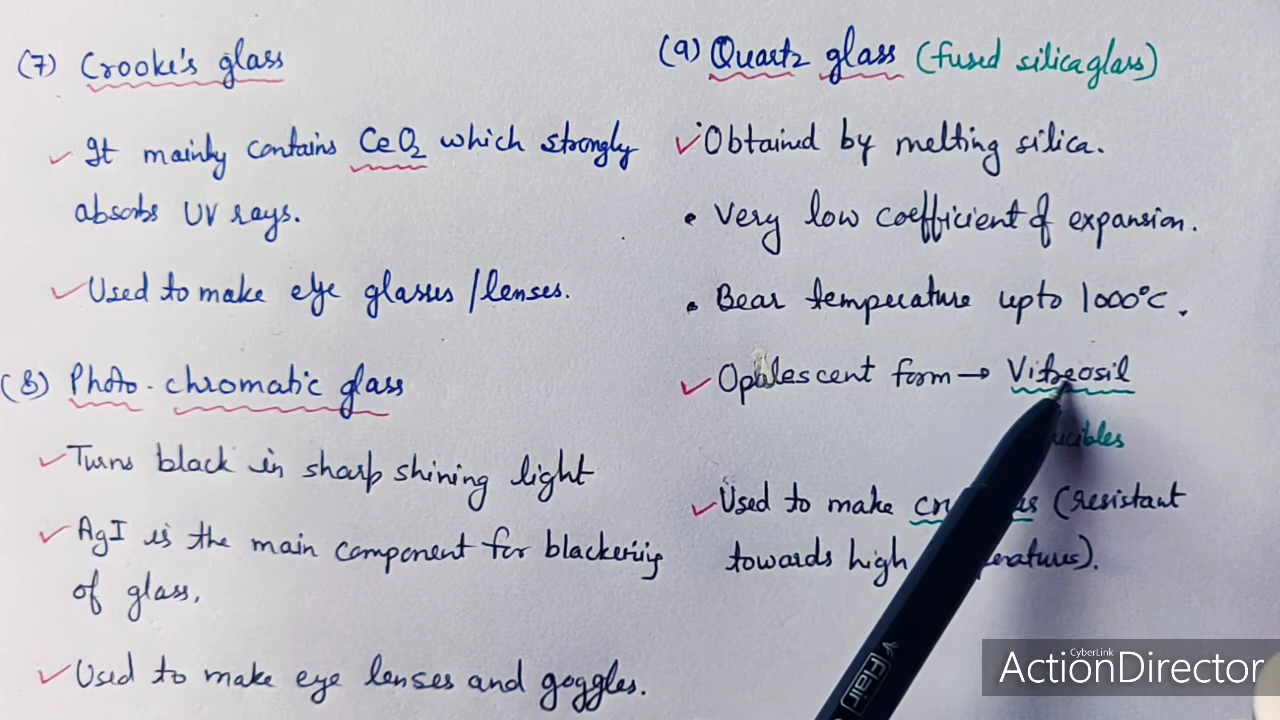 (7) Crooke's glass
It mainly contains CeO2 which strongly
absorbs UV rays.
Used to make eye glasses/lenses.
(8) Photo-chromatic glass
Turns black in sharp shining light
AgI is the main component for blackening
of glass.
Used to make eye lenses and goggles.
(9) Quartz glass (fused silica glass)
Obtained by melting silica.
• Very low coefficient of expansion.
• Bear temperature upto 1000°C.
Opalescent form → Vitreosil
Used to make (resistant
towards high
Flair
CyberLink
ActionDirector